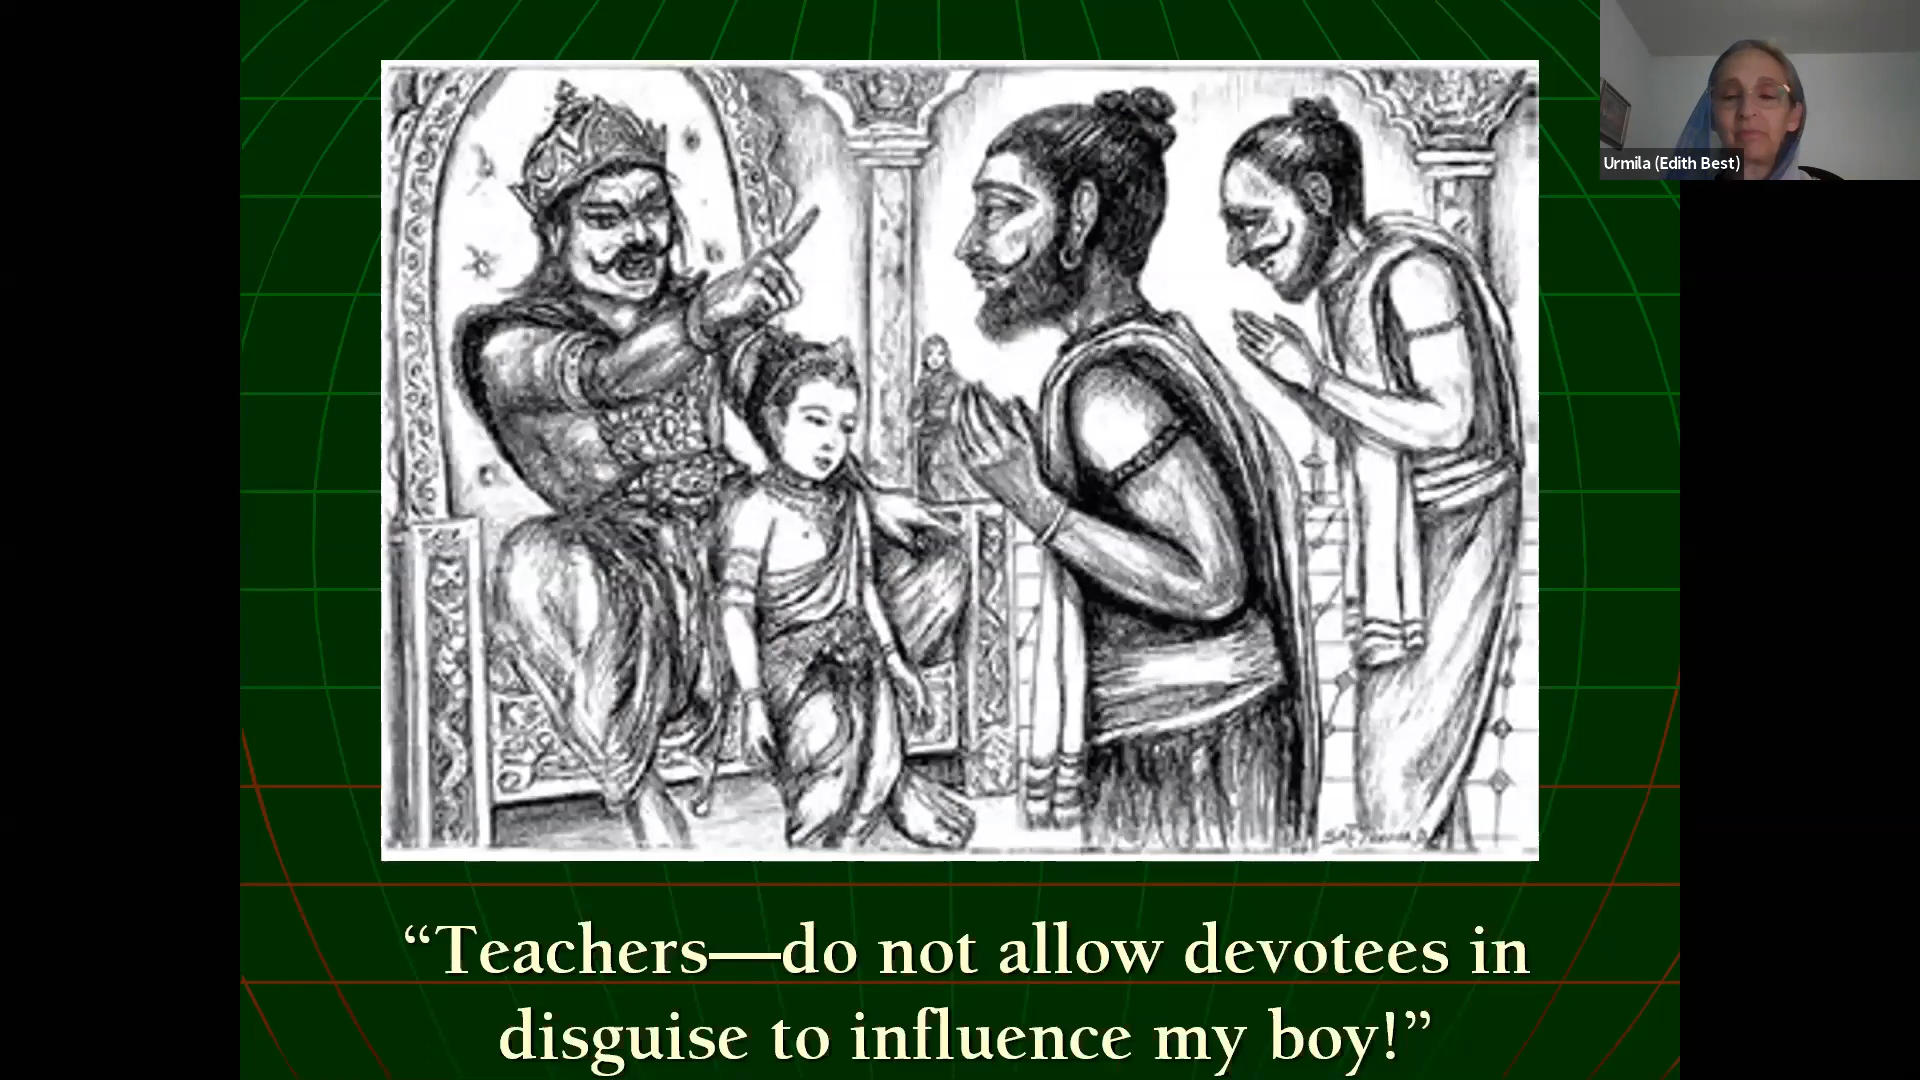 Urmila (Edith Best)
“Teachers—do not allow devotees in
disguise to influence my boy!”